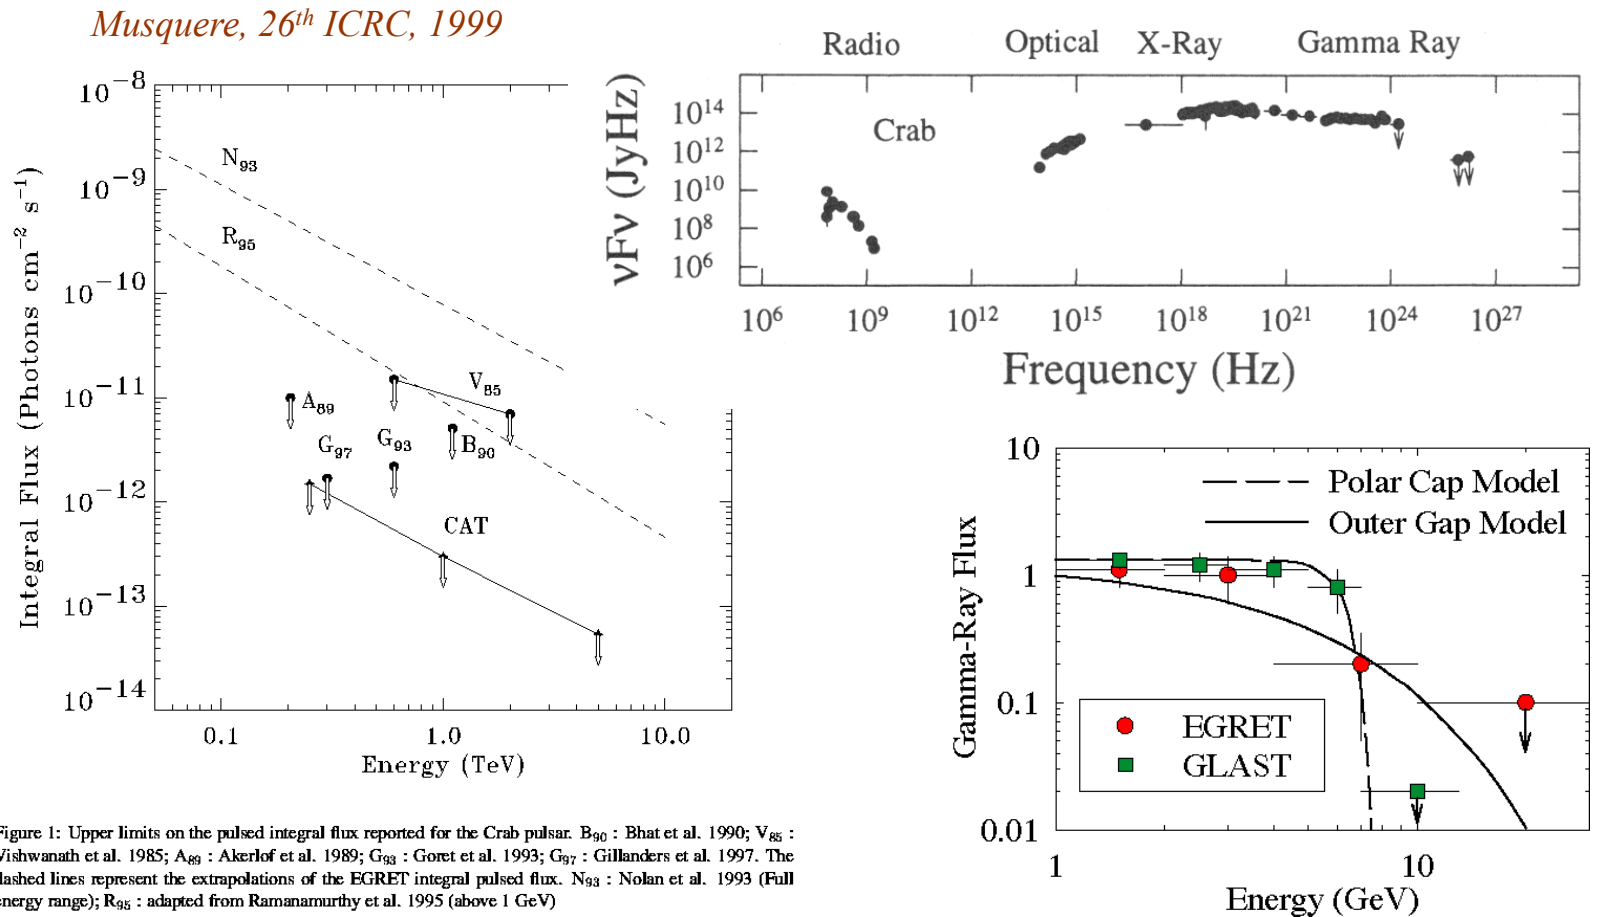 Musquere, 26th ICRC, 1999
Integral Flux (Photons cm−2 s−1)
10−8
10−9
10−10
10−11
10−12
10−13
10−14
N93
R95
V85
A89
G97
G93
B90
CAT
0.1 1.0 10.0
Energy (TeV)
Figure 1: Upper limits on the pulsed integral flux reported for the Crab pulsar. B90 : Bhat et al. 1990; V85 :
Vishwanath et al. 1985; A89 : Akerlof et al. 1989; G93 : Goret et al. 1993; G97 : Gillanders et al. 1997. The
dashed lines represent the extrapolations of the EGRET integral pulsed flux. N93 : Nolan et al. 1993 (Full
energy range); R95 : adapted from Ramanamurthy et al. 1995 (above 1 GeV)
Radio Optical X-Ray Gamma Ray
νFν (JyHz)
1014
1012
1010
108
106
Crab
106 109 1012 1015 1018 1021 1024 1027
Frequency (Hz)
Gamma-Ray Flux
10
1
0.1
0.01
Polar Cap Model
Outer Gap Model
EGRET
GLAST
1 10
Energy (GeV)